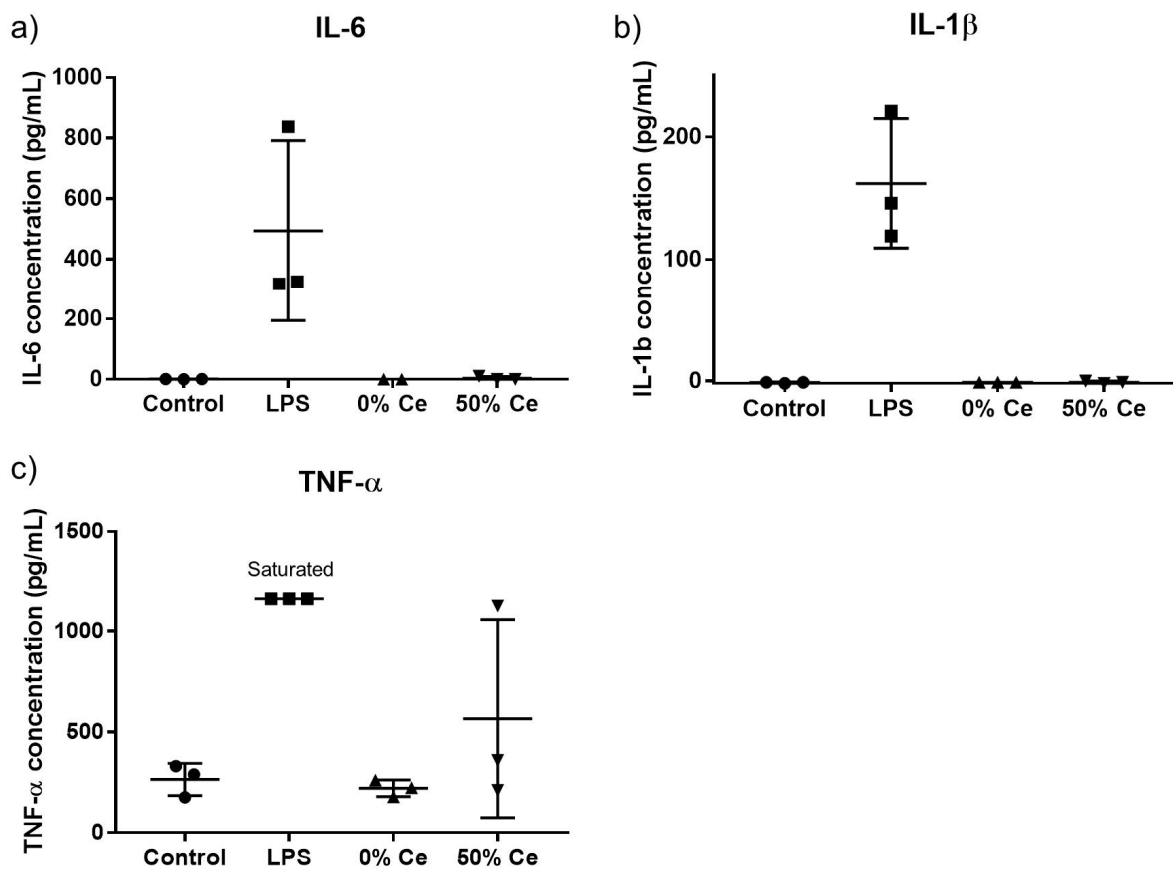 a)
IL-6
IL-6 concentration (pg/mL)
1000
800
600
400
200
0
Control LPS 0% Ce 50% Ce
b)
IL-1β
IL-1b concentration (pg/mL)
200
100
0
Control LPS 0% Ce 50% Ce
c)
TNF-α
TNF-α concentration (pg/mL)
1500
1000
500
0
Saturated
Control LPS 0% Ce 50% Ce